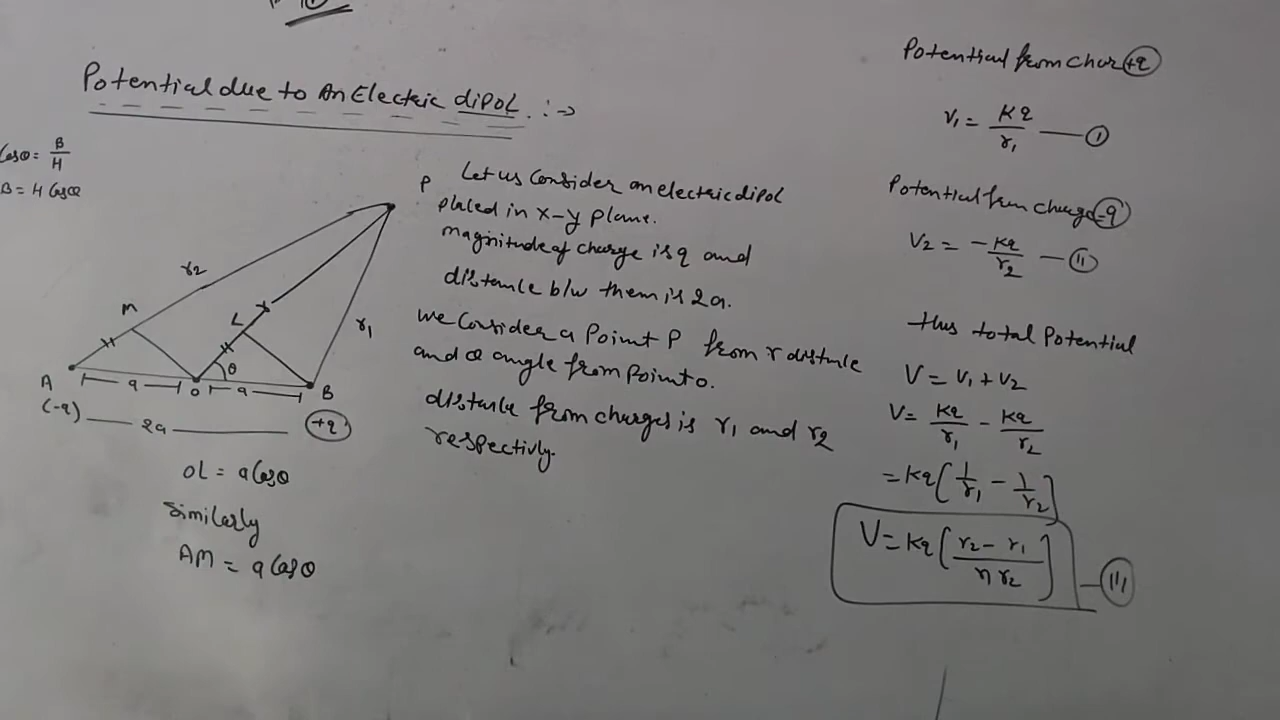 Potential due to An Electric dipol. :->
Cosθ = B/H
B = H Cosθ
P
r2
M
L
r1
θ
A
a
o
a
B
(-q)
2a
(+q)
OL = a Cosθ
Similarly
AM = a Cosθ
Let us Consider an electric dipol
placed in x-y plane.
magnitude of charge is q and
distance b/w them is 2a.
we Consider a Point P from r distance
and θ angle from Point o.
distance from charges is r1 and r2
respectivly.
Potential from Char +q
V1 = Kq/r1 — (I)
Potential from Charge -q
V2 = -Kq/r2 — (II)
thus total Potential
V = V1 + V2
V = Kq/r1 - Kq/r2
= Kq [1/r1 - 1/r2]
V = Kq [r2 - r1 / r1 r2] — (III)